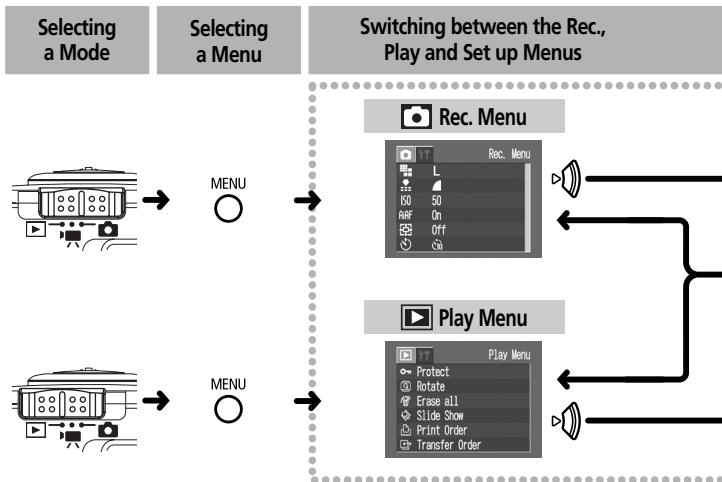 Selecting
a Mode
Selecting
a Menu
Switching between the Rec.,
Play and Set up Menus
Rec. Menu
Rec. Menu
L
ISO 50
AiAF On
Off
MENU
Play Menu
Play Menu
Protect
Rotate
Erase all
Slide Show
Print Order
Transfer Order
MENU